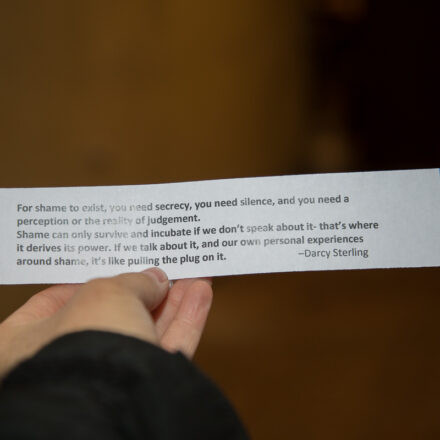 For shame to exist, you need secrecy, you need silence, and you need a
perception or the reality of judgement.
Shame can only survive and incubate if we don't speak about it- that's where
it derives its power. If we talk about it, and our own personal experiences
around shame, it's like pulling the plug on it.
–Darcy Sterling